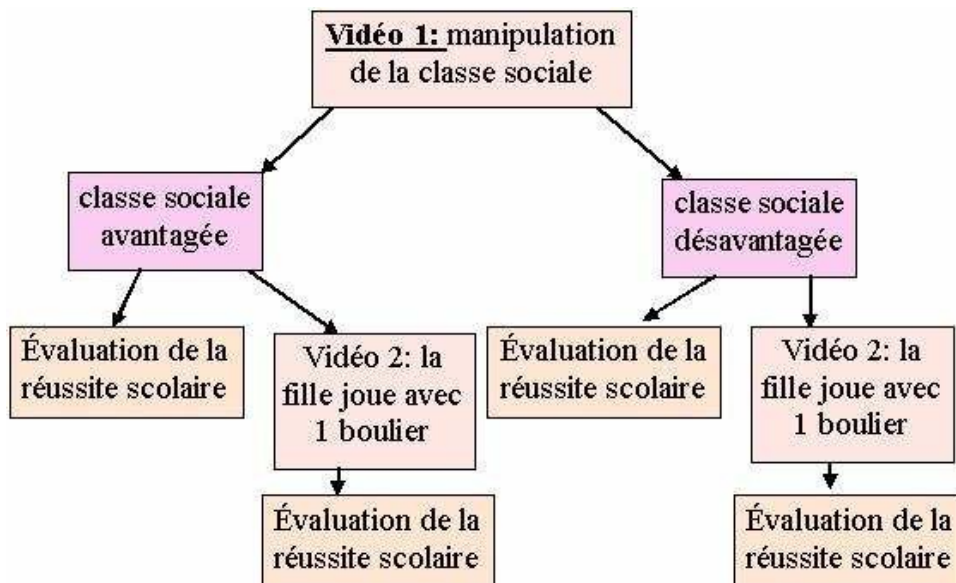 Vidéo 1: manipulation
de la classe sociale
classe sociale
avantagée
classe sociale
désavantagée
Évaluation de la
réussite scolaire
Vidéo 2: la
fille joue avec
1 boulier
Évaluation de la
réussite scolaire
Vidéo 2: la
fille joue avec
1 boulier
Évaluation de la
réussite scolaire
Évaluation de la
réussite scolaire